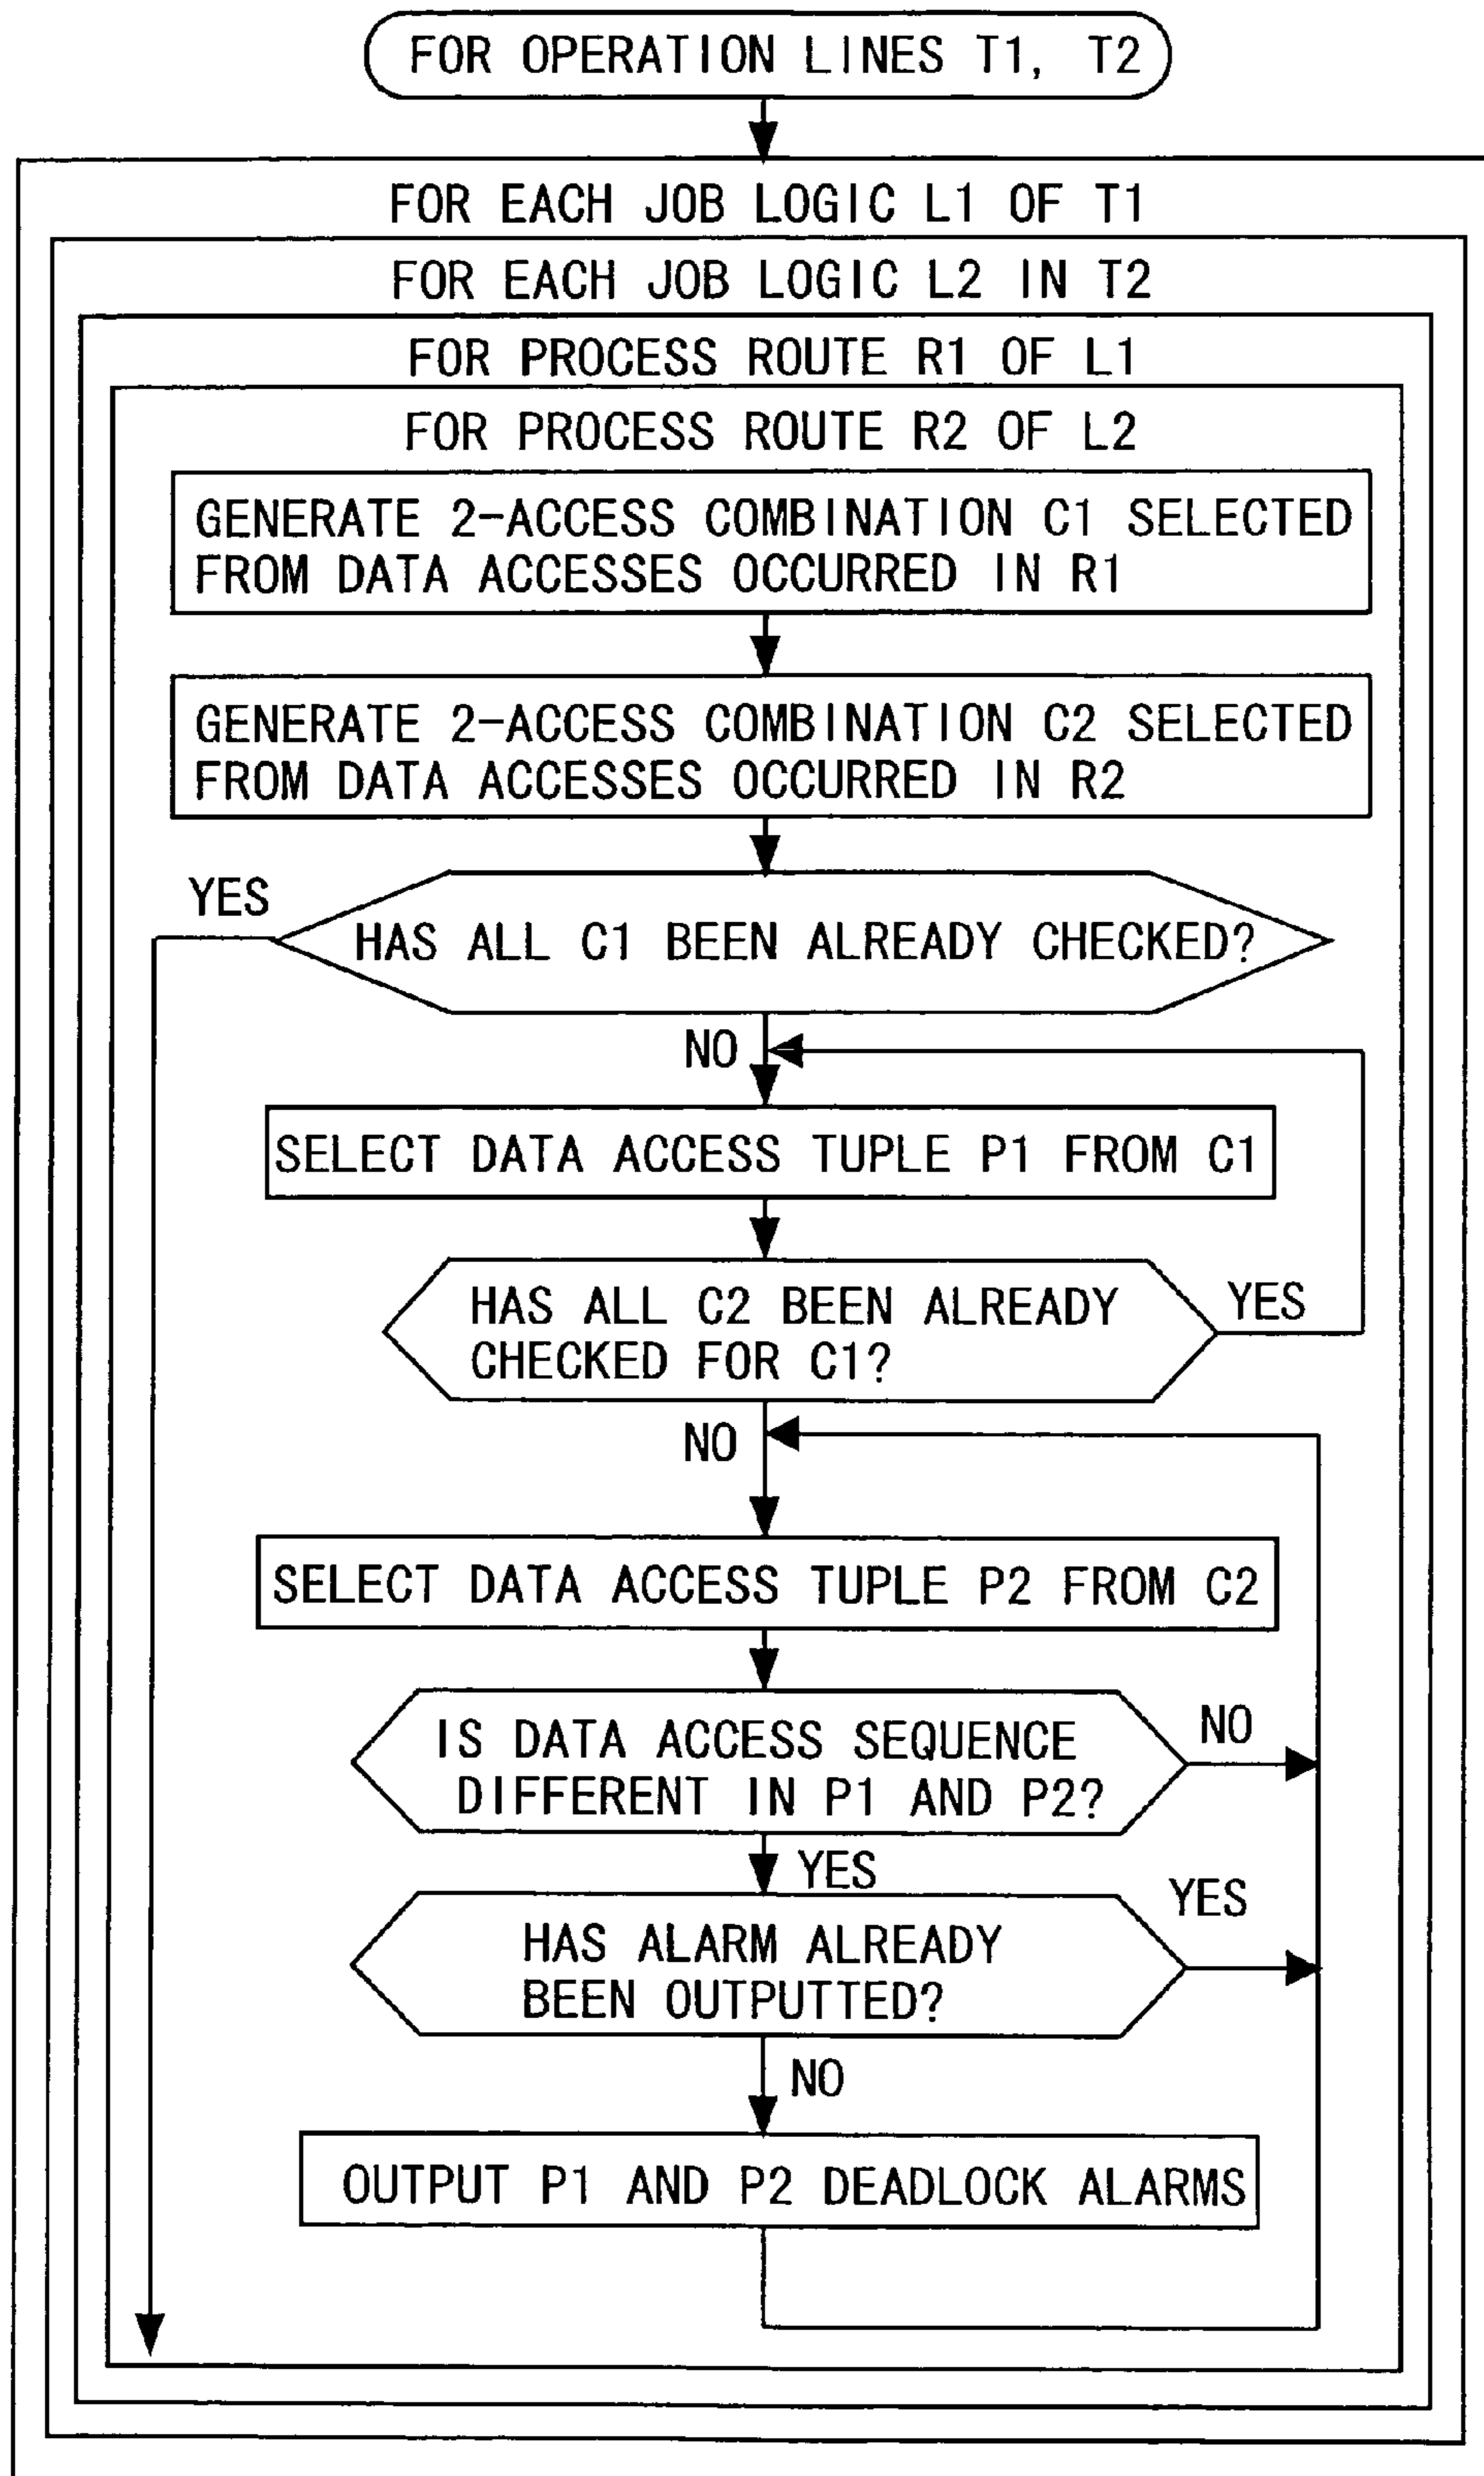 FOR OPERATION LINES T1, T2
FOR EACH JOB LOGIC L1 OF T1
FOR EACH JOB LOGIC L2 IN T2
FOR PROCESS ROUTE R1 OF L1
FOR PROCESS ROUTE R2 OF L2
GENERATE 2-ACCESS COMBINATION C1 SELECTED
FROM DATA ACCESSES OCCURRED IN R1
GENERATE 2-ACCESS COMBINATION C2 SELECTED
FROM DATA ACCESSES OCCURRED IN R2
YES
HAS ALL C1 BEEN ALREADY CHECKED?
NO
SELECT DATA ACCESS TUPLE P1 FROM C1
HAS ALL C2 BEEN ALREADY
CHECKED FOR C1?
YES
NO
SELECT DATA ACCESS TUPLE P2 FROM C2
IS DATA ACCESS SEQUENCE
DIFFERENT IN P1 AND P2?
NO
YES
YES
HAS ALARM ALREADY
BEEN OUTPUTTED?
NO
OUTPUT P1 AND P2 DEADLOCK ALARMS